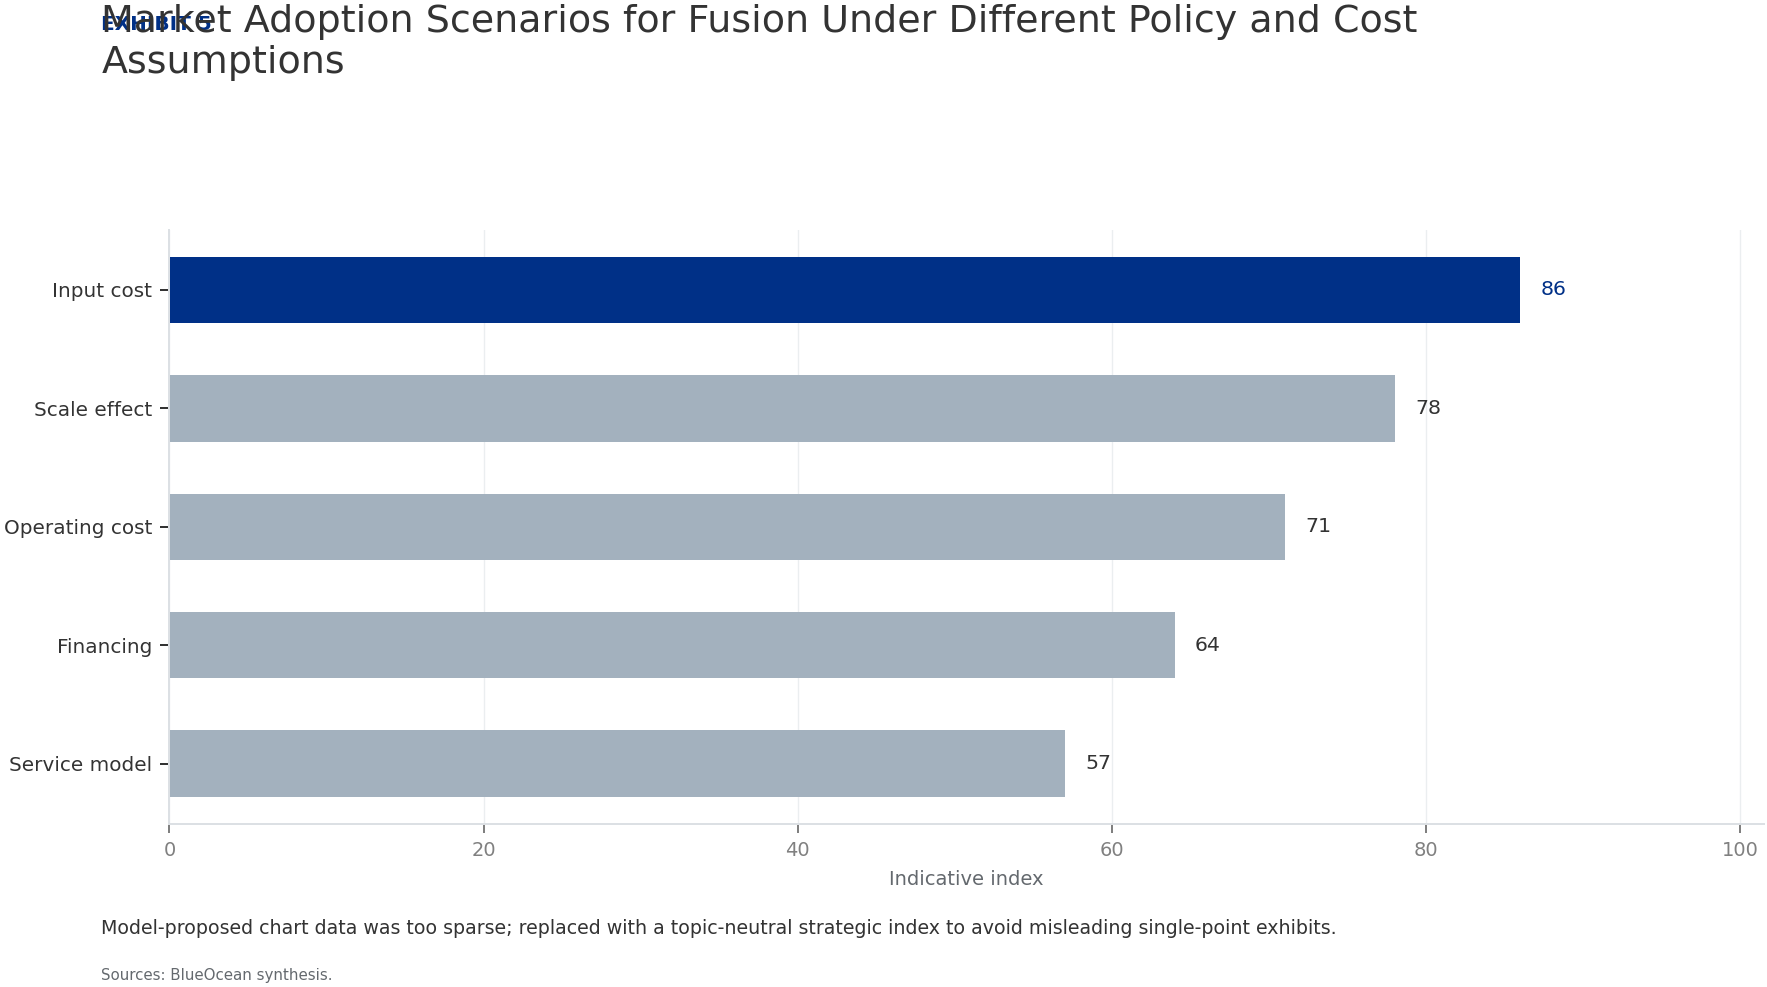 EXHIBIT 5
Market Adoption Scenarios for Fusion Under Different Policy and Cost
Assumptions
Input cost
86
Scale effect
78
Operating cost
71
Financing
64
Service model
57
0 20 40 60 80 100
Indicative index
Model-proposed chart data was too sparse; replaced with a topic-neutral strategic index to avoid misleading single-point exhibits.
Sources: BlueOcean synthesis.